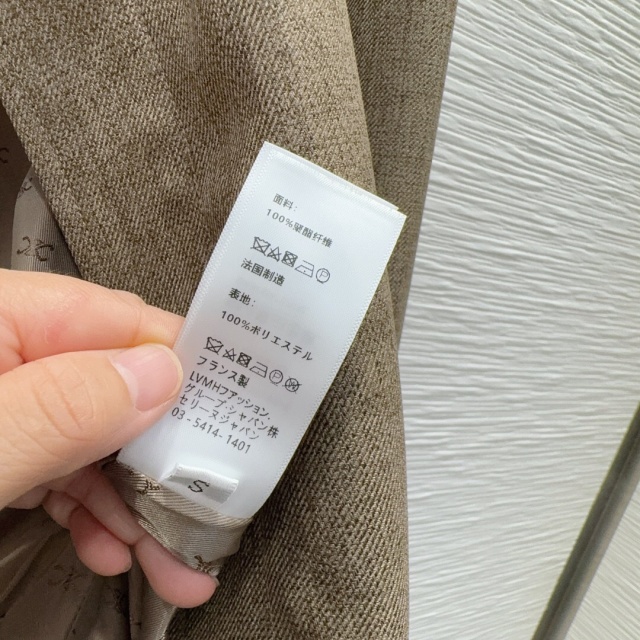 面料:
100%聚酯纤维
法国制造
表地:
100%ポリエステル
フランス製
LVMHファッション.
グループ・ジャパン株
セリーヌジャパン
03 - 5414-1401
S